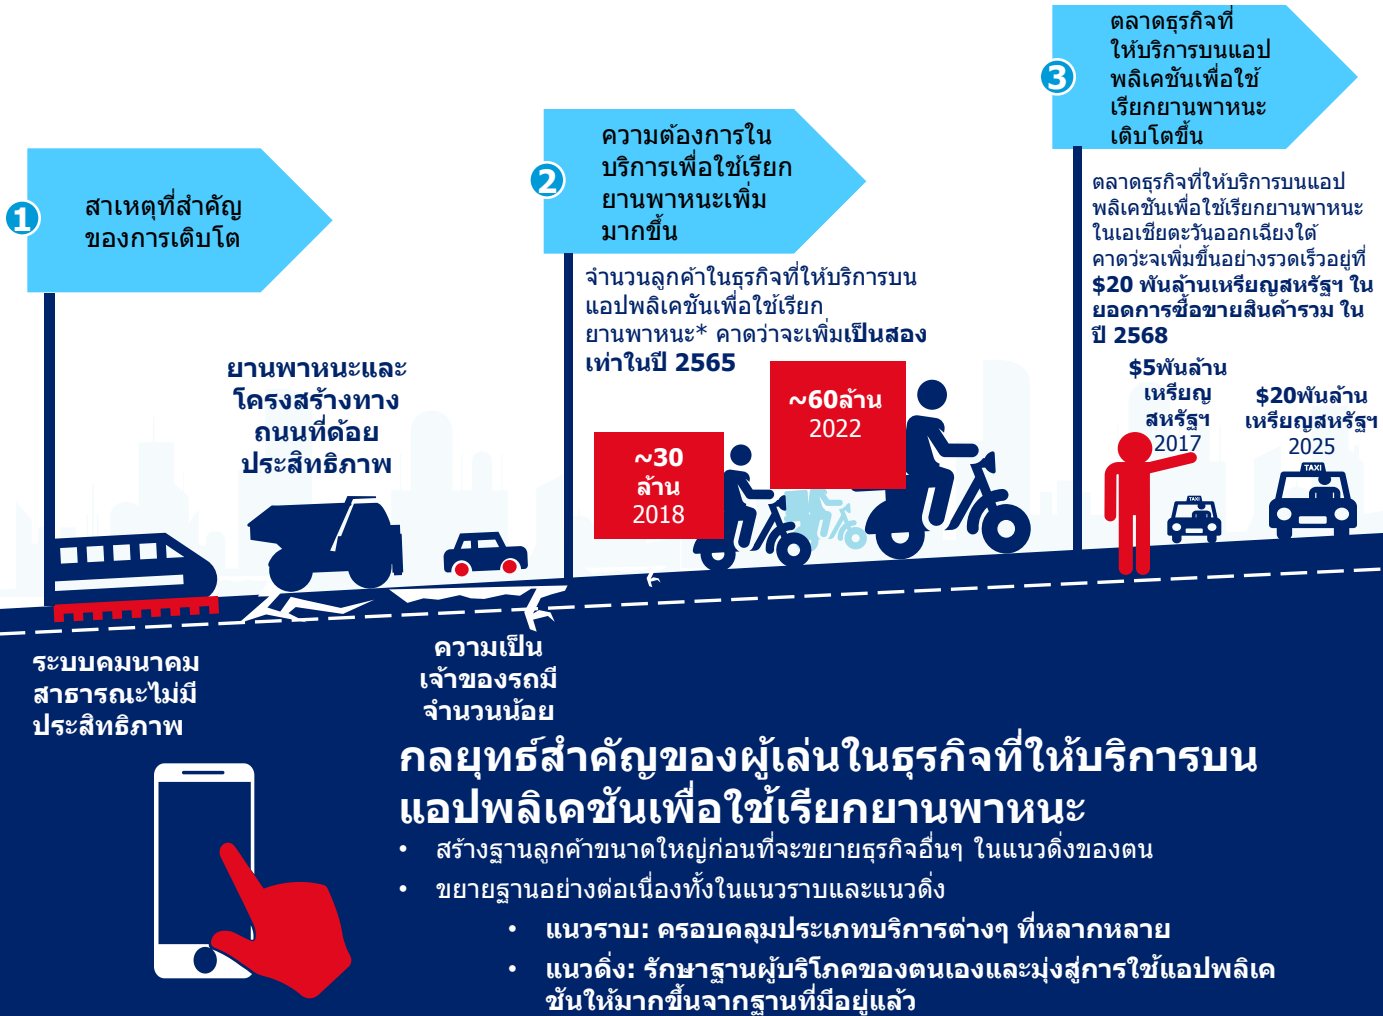 1
สาเหตุที่สำคัญ
ของการเติบโต
ยานพาหนะและ
โครงสร้างทาง
ถนนที่ด้อย
ประสิทธิภาพ
ระบบคมนาคม
สาธารณะไม่มี
ประสิทธิภาพ
ความเป็น
เจ้าของรถมี
จำนวนน้อย
2
ความต้องการใน
บริการเพื่อใช้เรียก
ยานพาหนะเพิ่ม
มากขึ้น
จำนวนลูกค้าในธุรกิจที่ให้บริการบน
แอปพลิเคชันเพื่อใช้เรียก
ยานพาหนะ* คาดว่าจะเพิ่มเป็นสอง
เท่าในปี 2565
~30
ล้าน
2018
~60ล้าน
2022
3
ตลาดธุรกิจที่
ให้บริการบนแอป
พลิเคชันเพื่อใช้
เรียกยานพาหนะ
เติบโตขึ้น
ตลาดธุรกิจที่ให้บริการบนแอป
พลิเคชันเพื่อใช้เรียกยานพาหนะ
ในเอเชียตะวันออกเฉียงใต้
คาดว่ะจเพิ่มขึ้นอย่างรวดเร็วอยู่ที่
$20 พันล้านเหรียญสหรัฐฯ ใน
ยอดการซื้อขายสินค้ารวม ใน
ปี 2568
$5พันล้าน
เหรียญ
สหรัฐฯ
2017
$20พันล้าน
เหรียญสหรัฐฯ
2025
TAXI
TAXI
กลยุทธ์สำคัญของผู้เล่นในธุรกิจที่ให้บริการบน
แอปพลิเคชันเพื่อใช้เรียกยานพาหนะ
• สร้างฐานลูกค้าขนาดใหญ่ก่อนที่จะขยายธุรกิจอื่นๆ ในแนวดิ่งของตน
• ขยายฐานอย่างต่อเนื่องทั้งในแนวราบและแนวดิ่ง
• แนวราบ: ครอบคลุมประเภทบริการต่างๆ ที่หลากหลาย
• แนวดิ่ง: รักษาฐานผู้บริโภคของตนเองและมุ่งสู่การใช้แอปพลิเค
ชันให้มากขึ้นจากฐานที่มีอยู่แล้ว